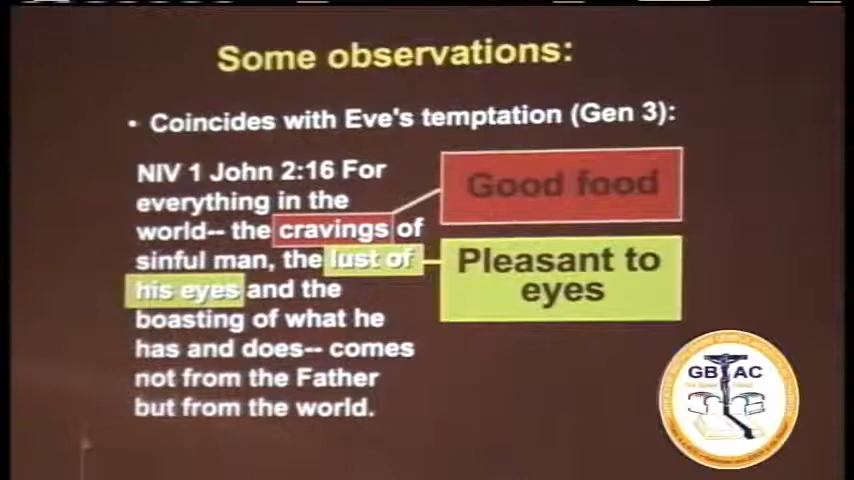 Some observations:
• Coincides with Eve's temptation (Gen 3):
NIV 1 John 2:16 For
everything in the
world-- the cravings of
sinful man, the lust of
his eyes and the
boasting of what he
has and does-- comes
not from the Father
but from the world.
Good food
Pleasant to
eyes
GB AC